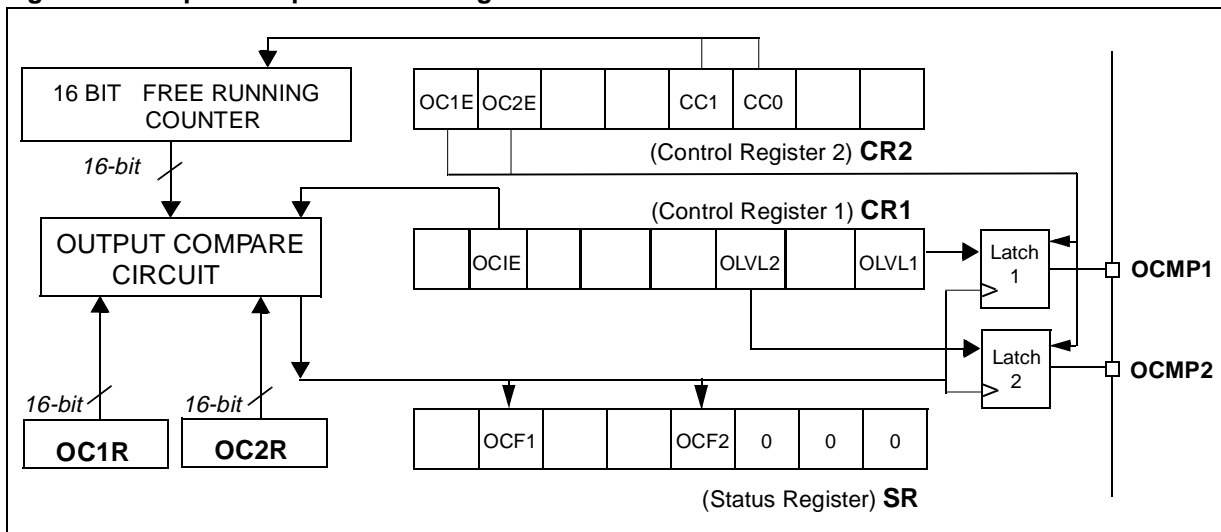 16 BIT FREE RUNNING
COUNTER
16-bit
OC1E OC2E CC1 CC0
(Control Register 2) CR2
(Control Register 1) CR1
OUTPUT COMPARE
CIRCUIT
OCIE OLVL2 OLVL1
Latch
1
OCMP1
Latch
2
OCMP2
16-bit
16-bit
OC1R
OC2R
OCF1 OCF2 0 0 0
(Status Register) SR